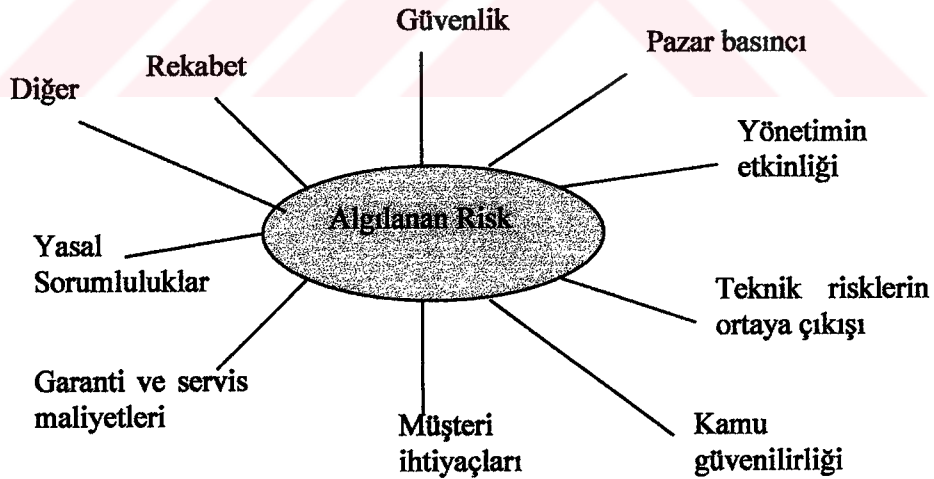 Güvenlik
Pazar basıncı
Rekabet
Diğer
Yönetimin
etkinliği
Algılanan Risk
Yasal
Sorumluluklar
Teknik risklerin
ortaya çıkışı
Garanti ve servis
maliyetleri
Müşteri
ihtiyaçları
Kamu
güvenilirliği